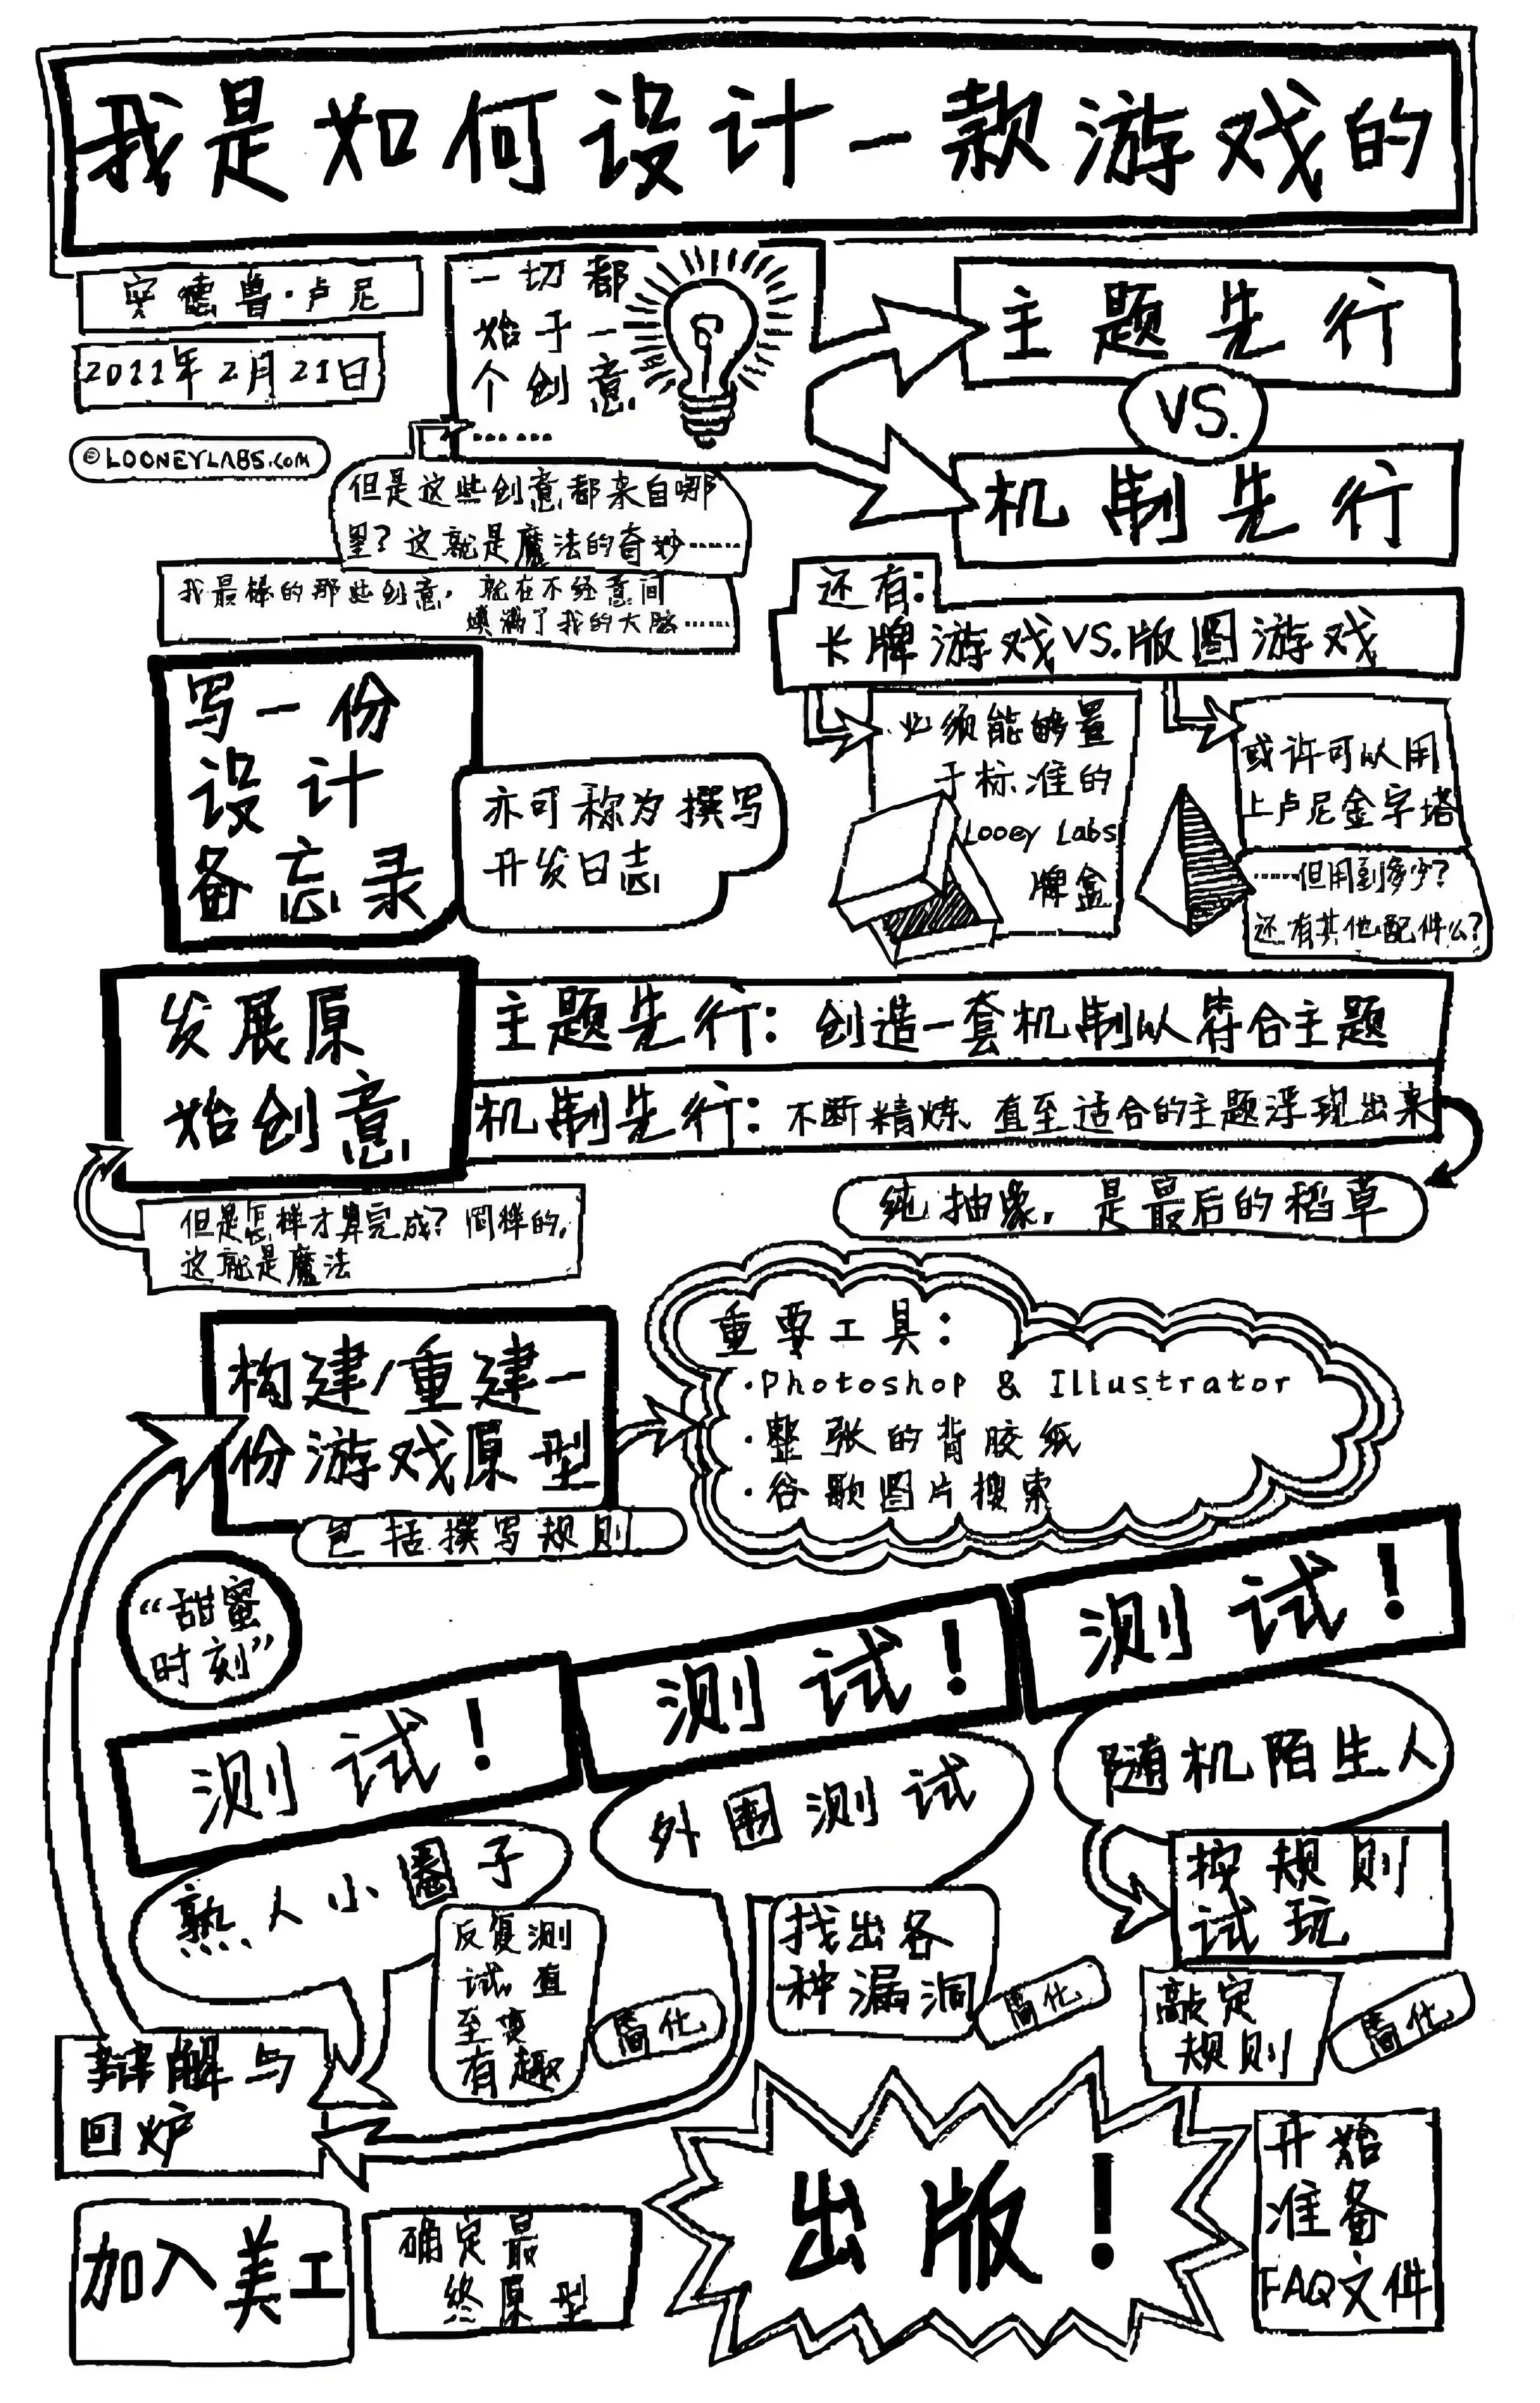 我是如何设计一款游戏的
安德鲁·卢尼
2011年2月21日
©LOONEYLABS.com
一切都
始于一
个创意
……
主题先行
VS.
机制先行
但是这些创意都来自哪
里？这就是魔法的奇妙……
我最棒的那些创意，就在不经意间
填满了我的大脑……
还有：
卡牌游戏VS.版图游戏
必须能够置
于标准的
Looey Labs
牌盒
或许可以用
上卢尼金字塔
……但用到多少？
还有其他配件么？
写一份
设计
备忘录
亦可称为撰写
开发日志
发展原
始创意
主题先行：创造一套机制以符合主题
机制先行：不断精炼、直至适合的主题浮现出来
纯抽象，是最后的稻草
但是怎样才算完成？同样的，
这就是魔法
构建/重建一
份游戏原型
包括撰写规则
重要工具：
·Photoshop & Illustrator
·整张的背胶纸
·谷歌图片搜索
“甜蜜
时刻”
测试！
测试！
测试！
熟人小圈子
外围测试
随机陌生人
反复测
试，直
至变
有趣
简化
找出各
种漏洞
简化
按规则
试玩
敲定
规则
简化
辩解与
回炉
加入美工
确定最
终原型
出版！
开始
准备
FAQ文件